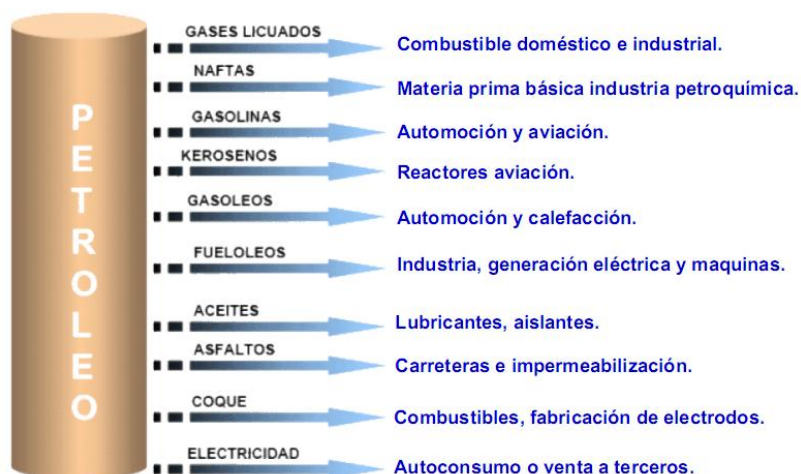 PETROLEO
GASES LICUADOS
Combustible doméstico e industrial.
NAFTAS
Materia prima básica industria petroquímica.
GASOLINAS
Automoción y aviación.
KEROSENOS
Reactores aviación.
GASOLEOS
Automoción y calefacción.
FUELOLEOS
Industria, generación eléctrica y maquinas.
ACEITES
Lubricantes, aislantes.
ASFALTOS
Carreteras e impermeabilización.
COQUE
Combustibles, fabricación de electrodos.
ELECTRICIDAD
Autoconsumo o venta a terceros.